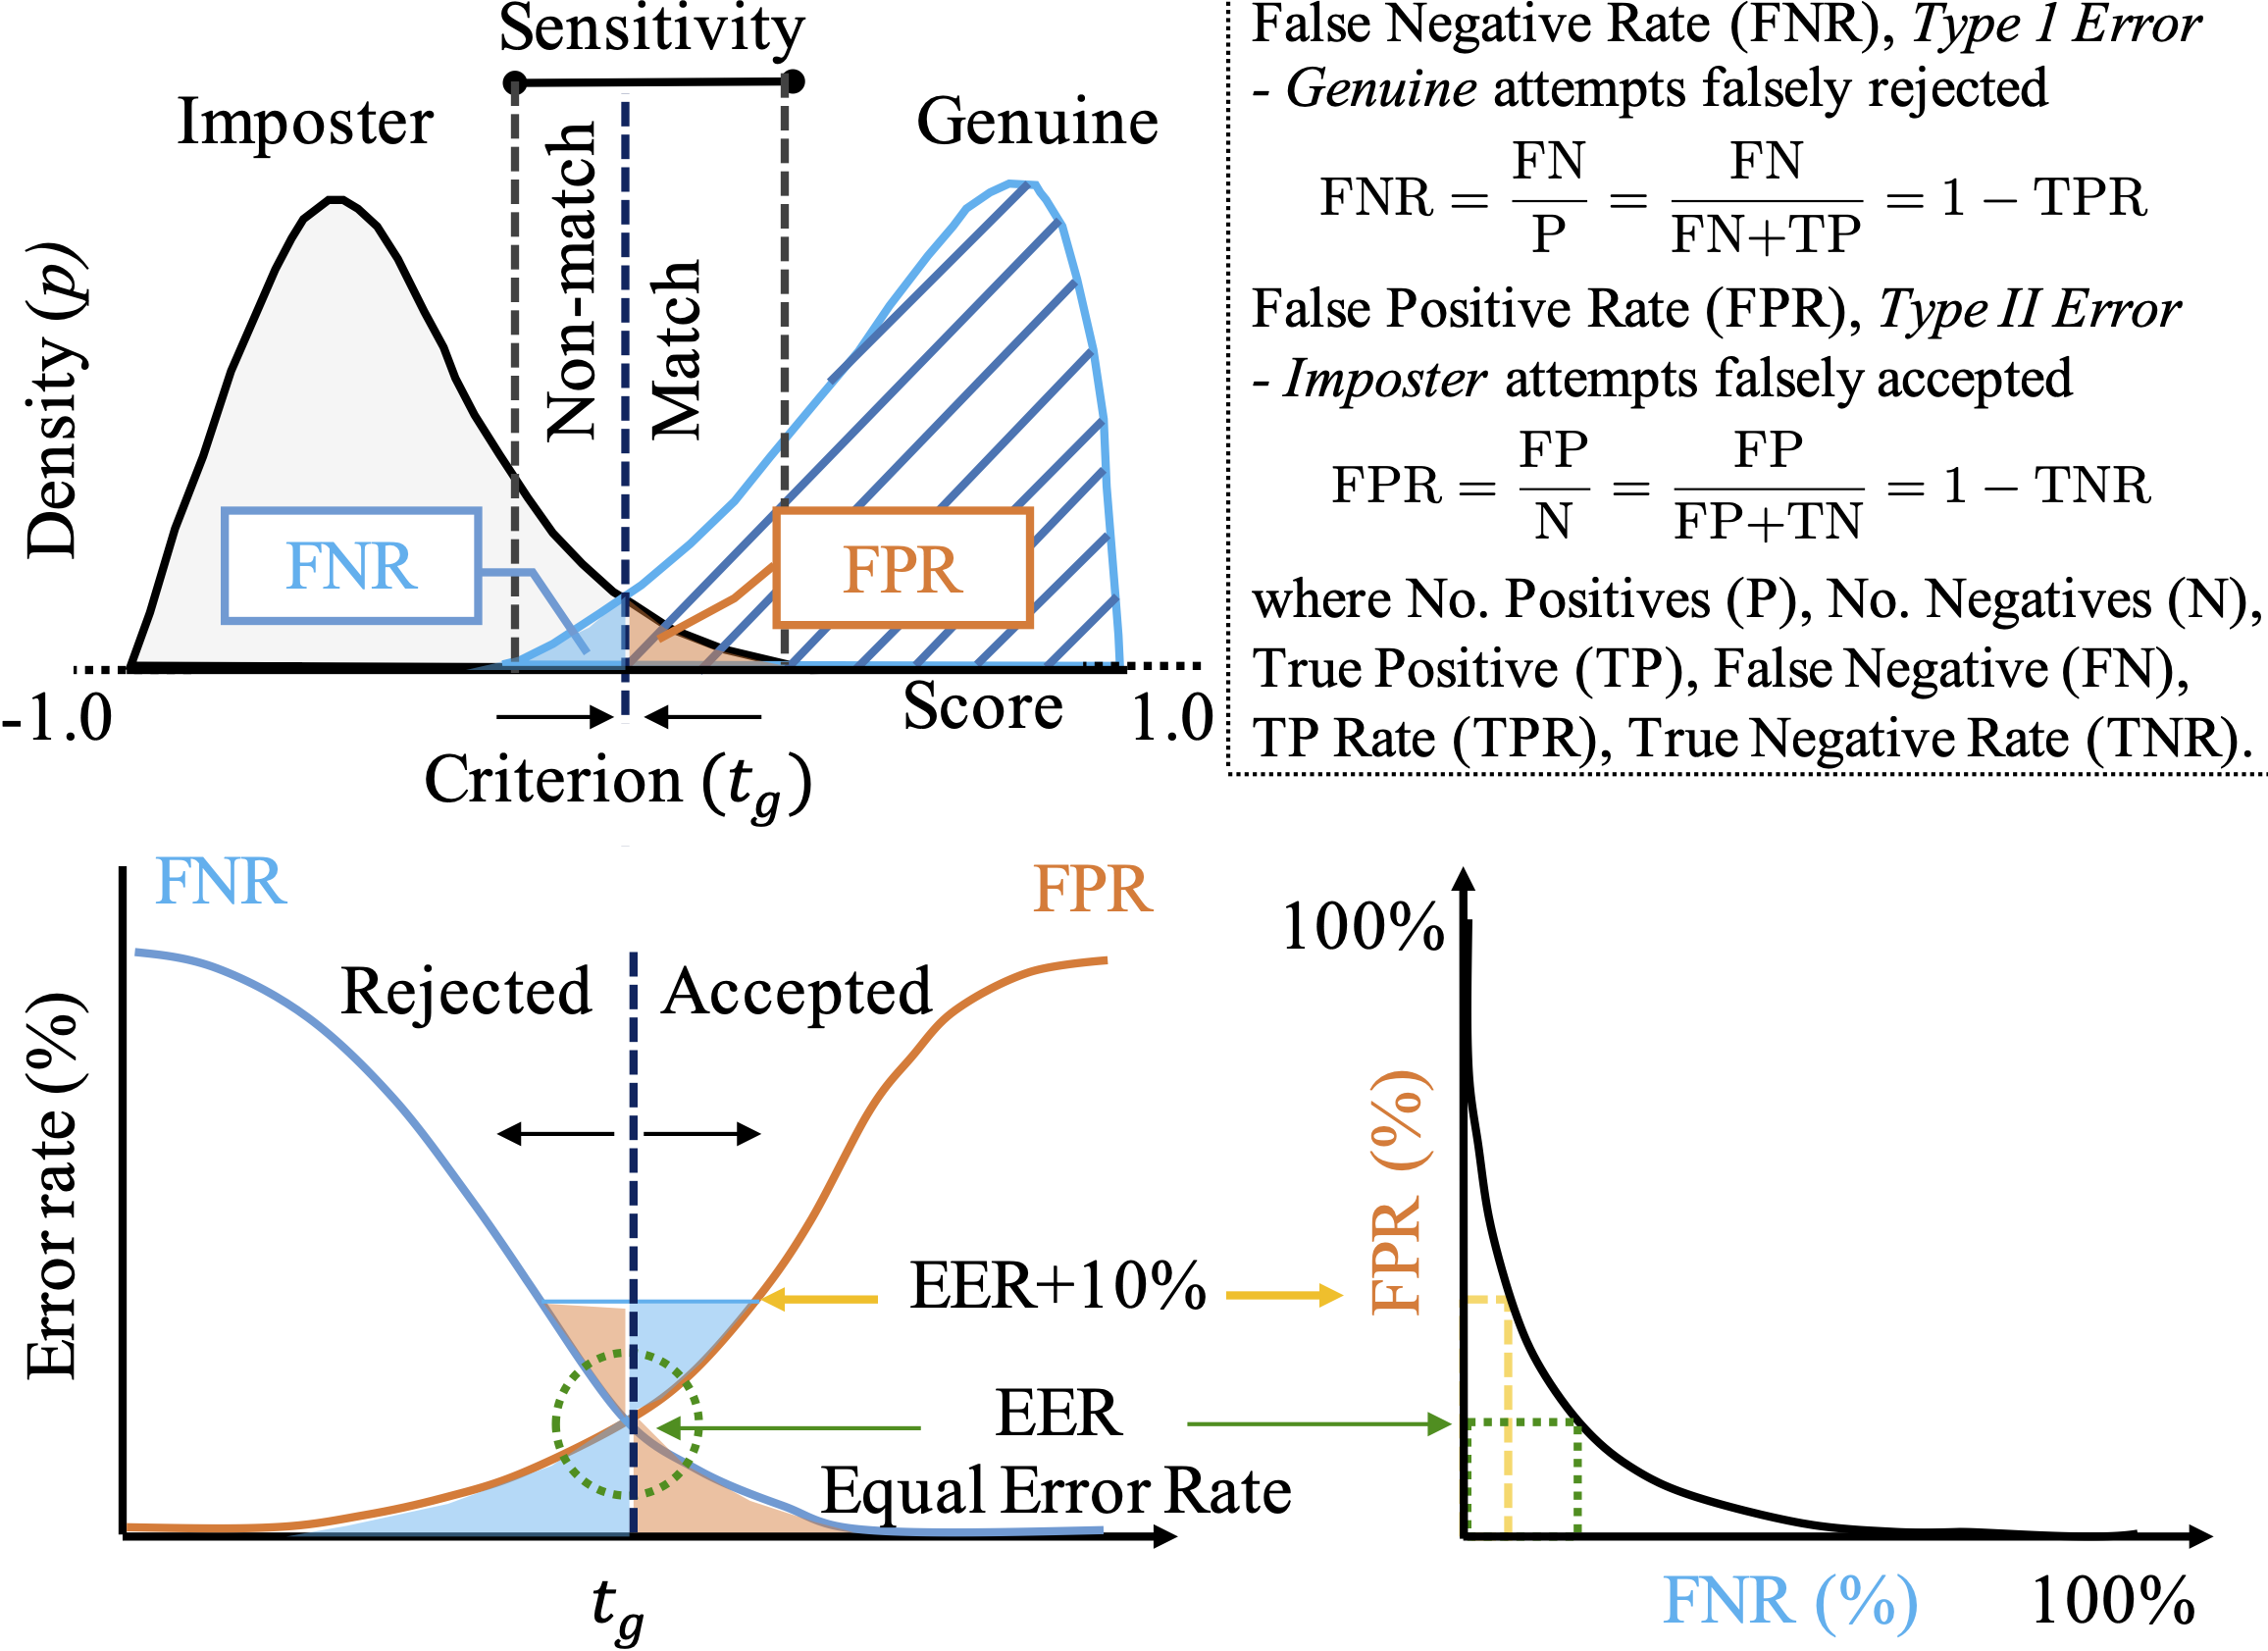 Sensitivity
Imposter
Genuine
Non-match
Match
Density (p)
FNR
FPR
-1.0
Score
1.0
Criterion (t_g)
False Negative Rate (FNR), Type I Error
- Genuine attempts falsely rejected
FNR = FN/P = FN/(FN+TP) = 1 − TPR
False Positive Rate (FPR), Type II Error
- Imposter attempts falsely accepted
FPR = FP/N = FP/(FP+TN) = 1 − TNR
where No. Positives (P), No. Negatives (N),
True Positive (TP), False Negative (FN),
TP Rate (TPR), True Negative Rate (TNR).
FNR
FPR
Rejected
Accepted
Error rate (%)
EER+10%
EER
Equal Error Rate
t_g
100%
FPR (%)
FNR (%)
100%